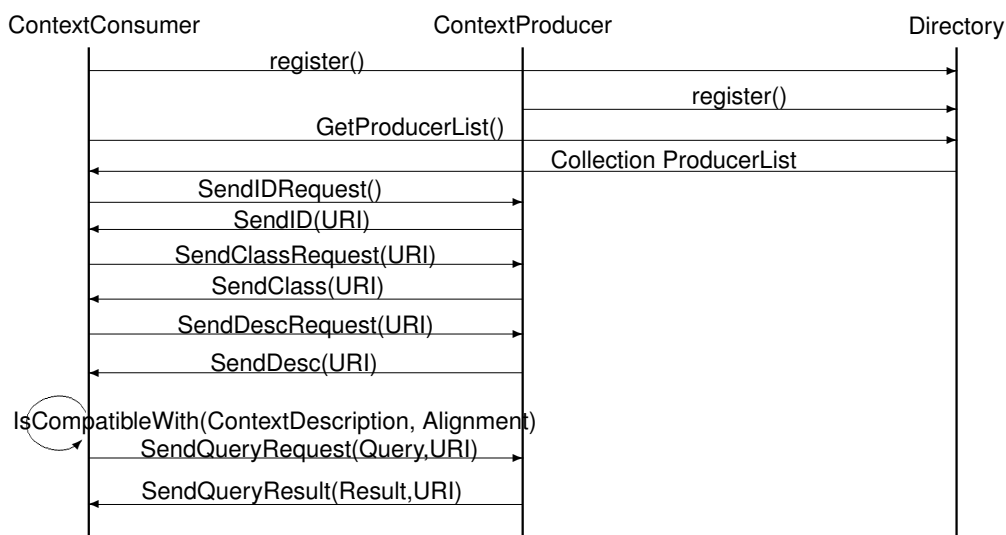 ContextConsumer ContextProducer Directory
register()
register()
GetProducerList()
Collection ProducerList
SendIDRequest()
SendID(URI)
SendClassRequest(URI)
SendClass(URI)
SendDescRequest(URI)
SendDesc(URI)
IsCompatibleWith(ContextDescription, Alignment)
SendQueryRequest(Query,URI)
SendQueryResult(Result,URI)